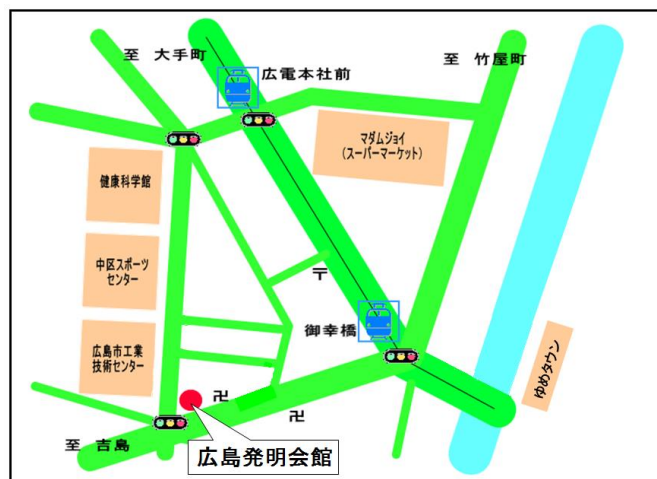 至 大手町
広電本社前
至 竹屋町
マダムジョイ
(スーパーマーケット)
健康科学館
中区スポーツ
センター
〒
御幸橋
広島市工業
技術センター
ゆめタウン
卍
卍
至 吉島
広島発明会館